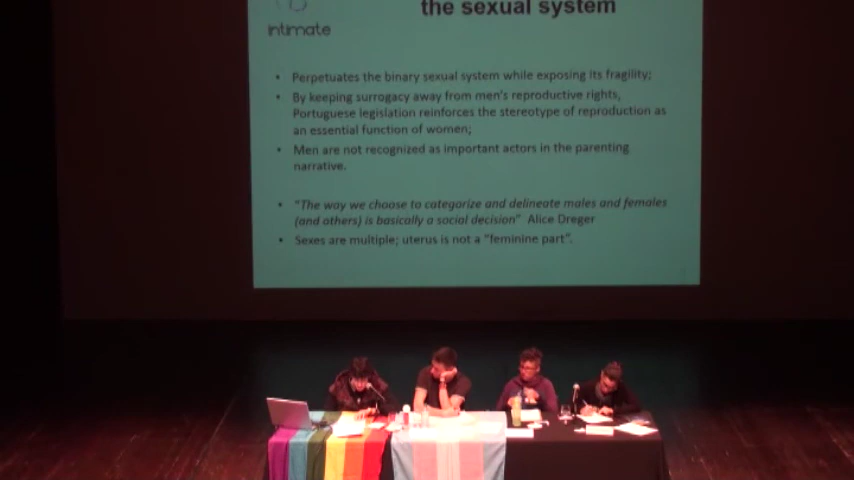 the sexual system
intimate
• Perpetuates the binary sexual system while exposing its fragility;
• By keeping surrogacy away from men's reproductive rights,
Portuguese legislation reinforces the stereotype of reproduction as
an essential function of women;
• Men are not recognized as important actors in the parenting
narrative.
• "The way we choose to categorize and delineate males and females
(and others) is basically a social decision" Alice Dreger
• Sexes are multiple; uterus is not a "feminine part".